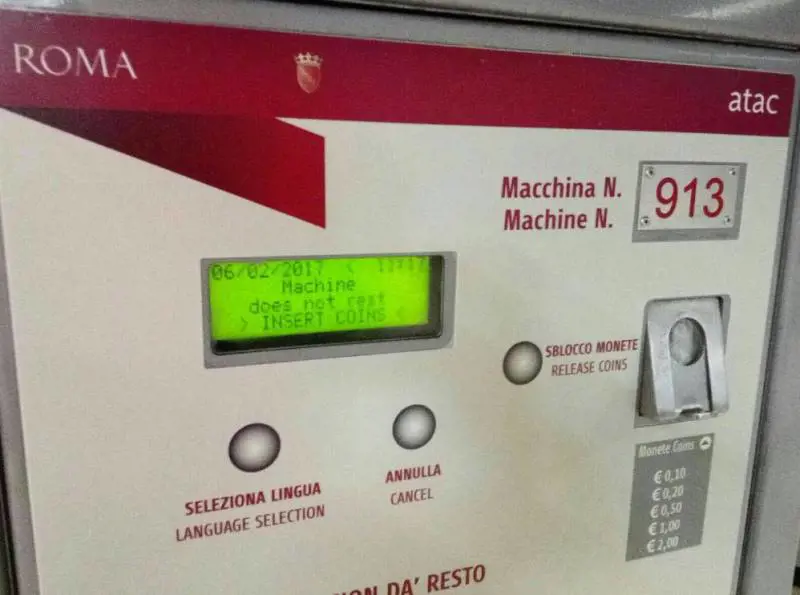 ROMA
atac
Macchina N.
Machine N.
913
06/02/2017 < 11:17
Machine
does not rest
> INSERT COINS <
SBLOCCO MONETE
RELEASE COINS
SELEZIONA LINGUA
LANGUAGE SELECTION
ANNULLA
CANCEL
Monete Coins
€ 0,10
€ 0,20
€ 0,50
€ 1,00
€ 2,00
DA' RESTO